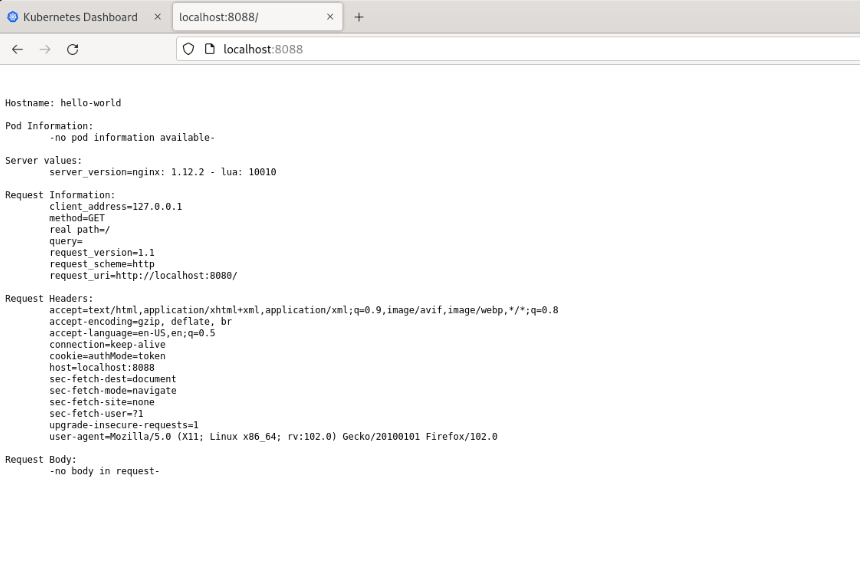 Kubernetes Dashboard
localhost:8088/
localhost:8088
Hostname: hello-world
Pod Information:
-no pod information available-
Server values:
server_version=nginx: 1.12.2 - lua: 10010
Request Information:
client_address=127.0.0.1
method=GET
real path=/
query=
request_version=1.1
request_scheme=http
request_uri=http://localhost:8080/
Request Headers:
accept=text/html,application/xhtml+xml,application/xml;q=0.9,image/avif,image/webp,*/*;q=0.8
accept-encoding=gzip, deflate, br
accept-language=en-US,en;q=0.5
connection=keep-alive
cookie=authMode=token
host=localhost:8088
sec-fetch-dest=document
sec-fetch-mode=navigate
sec-fetch-site=none
sec-fetch-user=?1
upgrade-insecure-requests=1
user-agent=Mozilla/5.0 (X11; Linux x86_64; rv:102.0) Gecko/20100101 Firefox/102.0
Request Body:
-no body in request-